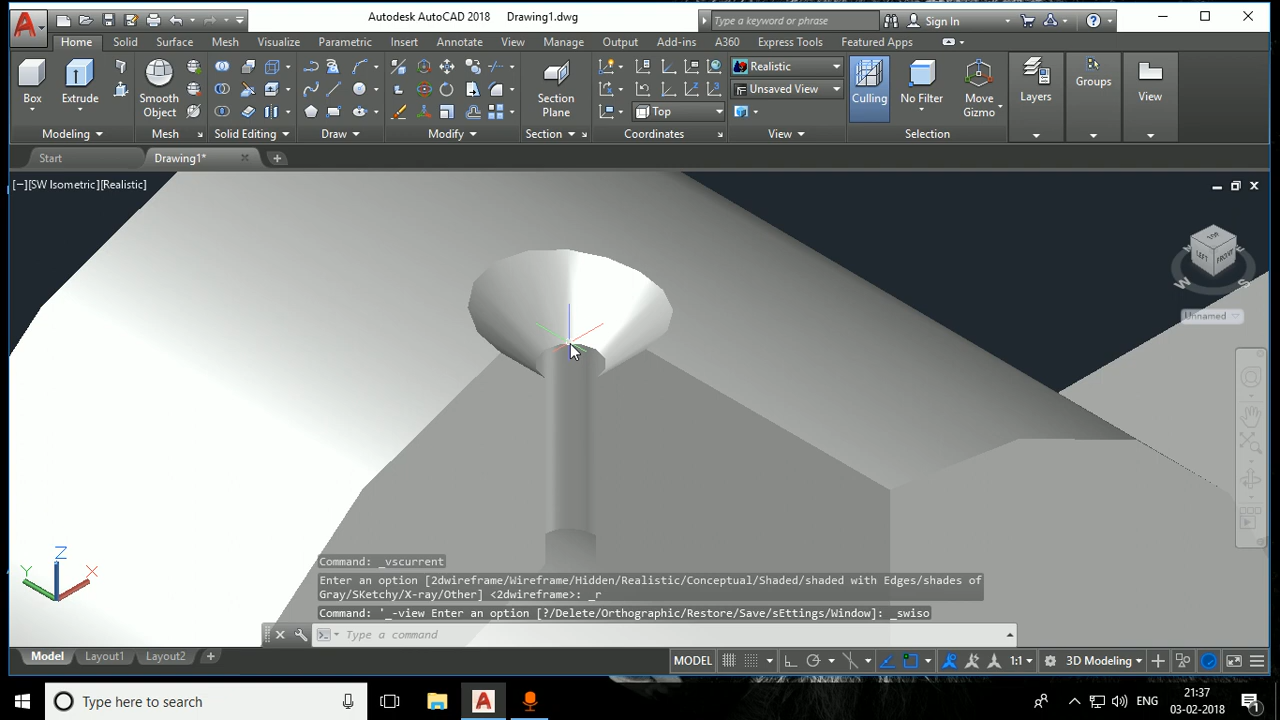 Autodesk AutoCAD 2018 Drawing1.dwg
Type a keyword or phrase
Sign In
Home Solid Surface Mesh Visualize Parametric Insert Annotate View Manage Output Add-ins A360 Express Tools Featured Apps
Box
Extrude
Smooth
Object
Section
Plane
Realistic
Unsaved View
Top
Culling
No Filter
Move
Gizmo
Layers
Groups
View
Modeling Mesh Solid Editing Draw Modify Section Coordinates View Selection
Start Drawing1*
[−][SW Isometric][Realistic]
TOP
LEFT FRONT
W S
Unnamed
Z
Y X
Command: _vscurrent
Enter an option [2dwireframe/Wireframe/Hidden/Realistic/Conceptual/Shaded/shaded with Edges/shades of
Gray/SKetchy/X-ray/Other] <2dwireframe>: _r
Command: '_-view Enter an option [?/Delete/Orthographic/Restore/Save/sEttings/Window]: _swiso
Type a command
Model Layout1 Layout2 +
MODEL 1:1 3D Modeling
Type here to search
ENG
21:37
03-02-2018
1